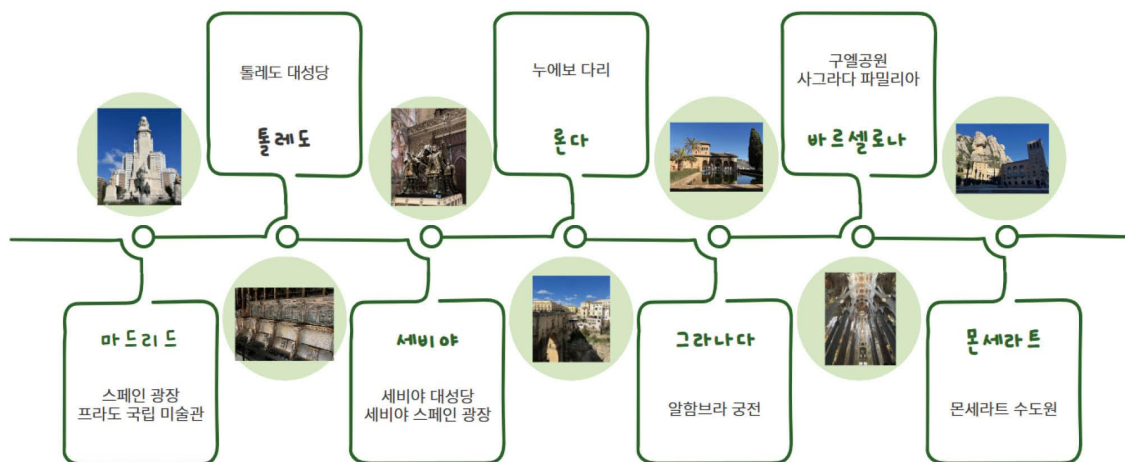 마드리드
스페인 광장
프라도 국립 미술관
톨레도 대성당
톨레도
세비야
세비야 대성당
세비야 스페인 광장
누에보 다리
론다
그라나다
알함브라 궁전
구엘공원
사그라다 파밀리아
바르셀로나
몬세라트
몬세라트 수도원